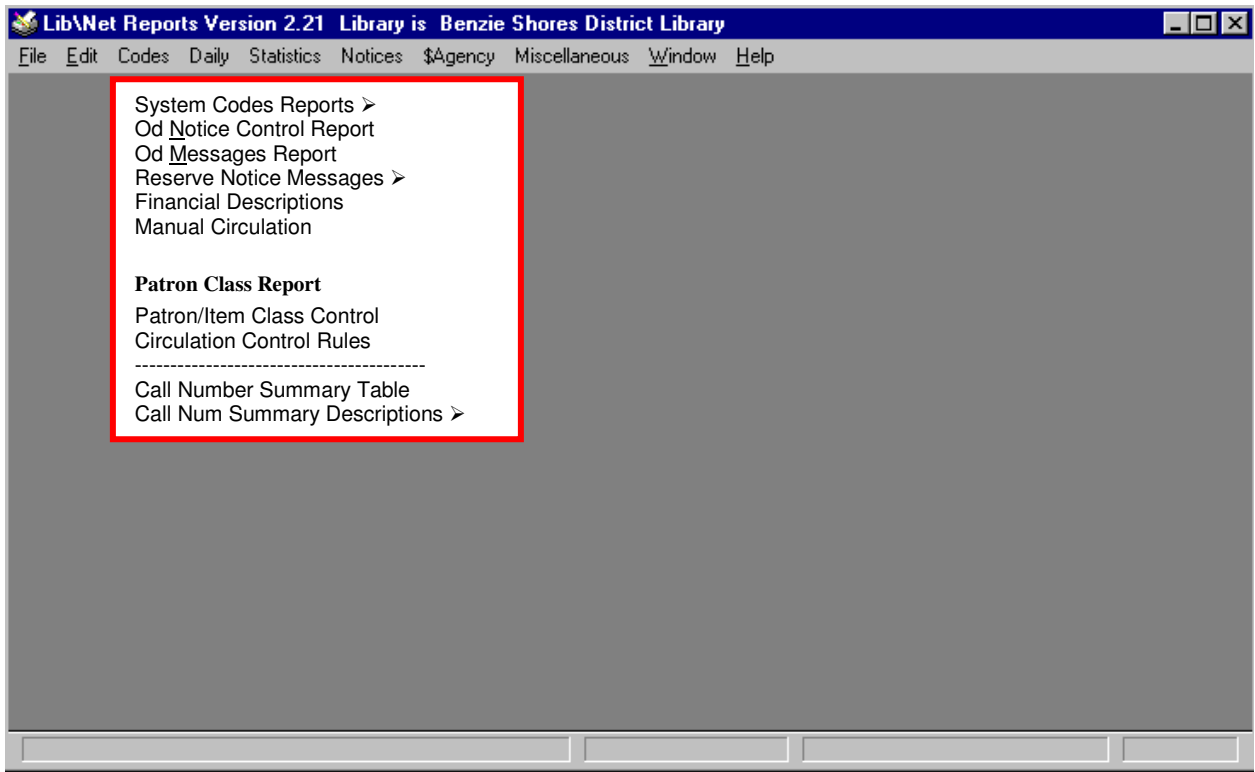 Lib\Net Reports Version 2.21 Library is Benzie Shores District Library
File Edit Codes Daily Statistics Notices $Agency Miscellaneous Window Help
System Codes Reports ➢
Od Notice Control Report
Od Messages Report
Reserve Notice Messages ➢
Financial Descriptions
Manual Circulation
Patron Class Report
Patron/Item Class Control
Circulation Control Rules
-----------------------------------------
Call Number Summary Table
Call Num Summary Descriptions ➢